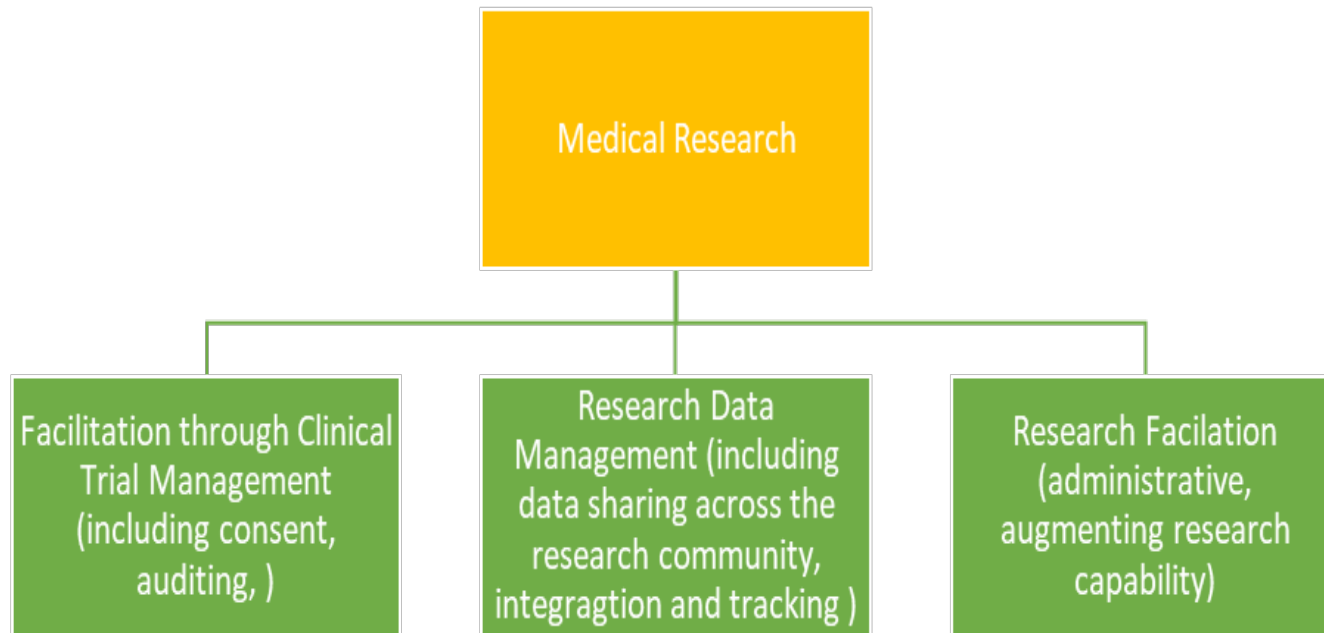 Medical Research
Facilitation through Clinical
Trial Management
(including consent,
auditing, )
Research Data
Management (including
data sharing across the
research community,
integragtion and tracking )
Research Facilation
(administrative,
augmenting research
capability)